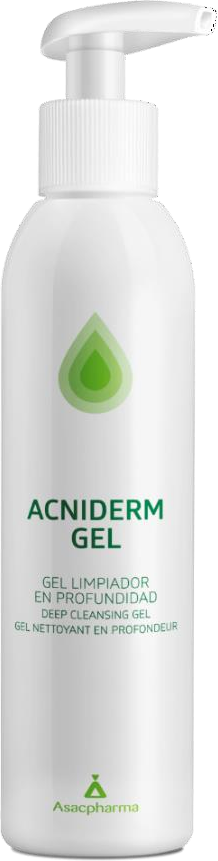 ACNIDERM
GEL
GEL LIMPIADOR
EN PROFUNDIDAD
DEEP CLEANSING GEL
GEL NETTOYANT EN PROFONDEUR
Asacpharma